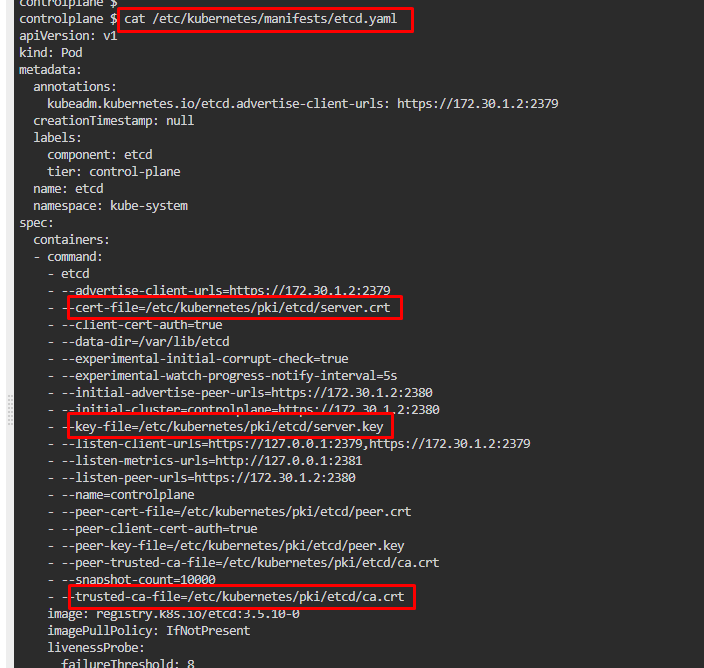 controlplane $
controlplane $ cat /etc/kubernetes/manifests/etcd.yaml
apiVersion: v1
kind: Pod
metadata:
  annotations:
    kubeadm.kubernetes.io/etcd.advertise-client-urls: https://172.30.1.2:2379
  creationTimestamp: null
  labels:
    component: etcd
    tier: control-plane
  name: etcd
  namespace: kube-system
spec:
  containers:
  - command:
    - etcd
    - --advertise-client-urls=https://172.30.1.2:2379
    - --cert-file=/etc/kubernetes/pki/etcd/server.crt
    - --client-cert-auth=true
    - --data-dir=/var/lib/etcd
    - --experimental-initial-corrupt-check=true
    - --experimental-watch-progress-notify-interval=5s
    - --initial-advertise-peer-urls=https://172.30.1.2:2380
    - --initial-cluster=controlplane=https://172.30.1.2:2380
    - --key-file=/etc/kubernetes/pki/etcd/server.key
    - --listen-client-urls=https://127.0.0.1:2379,https://172.30.1.2:2379
    - --listen-metrics-urls=http://127.0.0.1:2381
    - --listen-peer-urls=https://172.30.1.2:2380
    - --name=controlplane
    - --peer-cert-file=/etc/kubernetes/pki/etcd/peer.crt
    - --peer-client-cert-auth=true
    - --peer-key-file=/etc/kubernetes/pki/etcd/peer.key
    - --peer-trusted-ca-file=/etc/kubernetes/pki/etcd/ca.crt
    - --snapshot-count=10000
    - --trusted-ca-file=/etc/kubernetes/pki/etcd/ca.crt
    image: registry.k8s.io/etcd:3.5.10-0
    imagePullPolicy: IfNotPresent
    livenessProbe:
      failureThreshold: 8